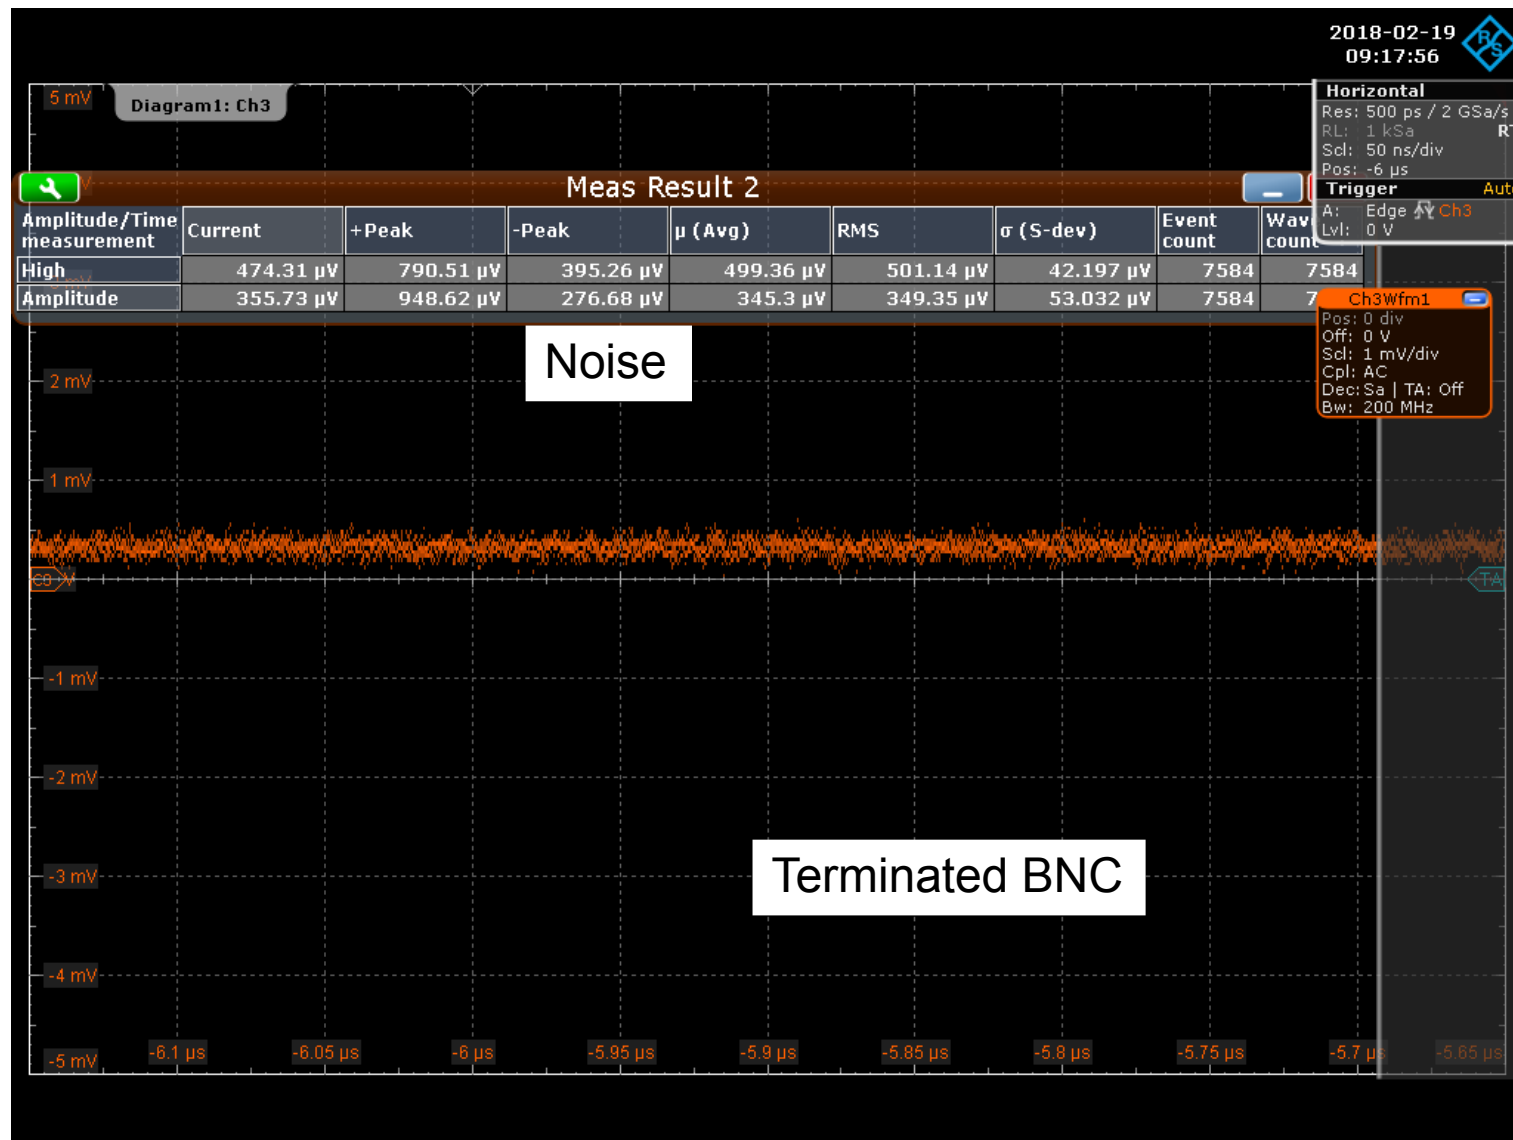 2018-02-19
09:17:56
R S
5 mV
Diagram1: Ch3
Horizontal
Res: 500 ps / 2 GSa/s
RL: 1 kSa
Scl: 50 ns/div
Pos: -6 µs
Trigger Auto
A: Edge Ch3
Lvl: 0 V
Meas Result 2
Amplitude/Time measurement Current +Peak -Peak µ (Avg) RMS σ (S-dev) Event count
High 474.31 µV 790.51 µV 395.26 µV 499.36 µV 501.14 µV 42.197 µV 7584 7584
Amplitude 355.73 µV 948.62 µV 276.68 µV 345.3 µV 349.35 µV 53.032 µV 7584
Ch3Wfm1
Pos: 0 div
Off: 0 V
Scl: 1 mV/div
Cpl: AC
Dec: Sa | TA: Off
Bw: 200 MHz
Noise
2 mV
1 mV
TA
-1 mV
-2 mV
-3 mV
Terminated BNC
-4 mV
-5 mV
-6.1 µs -6.05 µs -6 µs -5.95 µs -5.9 µs -5.85 µs -5.8 µs -5.75 µs -5.7 µs -5.65 µs